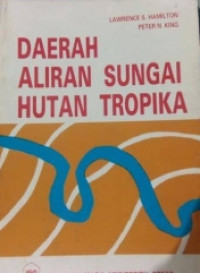 LAWRENCE S. HAMILTON
PETER N. KING
DAERAH
ALIRAN SUNGAI
HUTAN TROPIKA